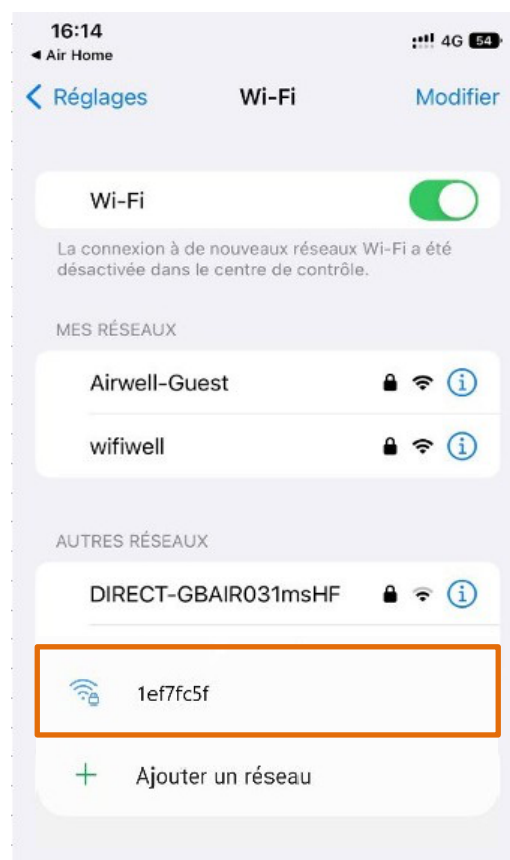 16:14
4G 54
◀ Air Home
Réglages Wi-Fi Modifier
Wi-Fi
La connexion à de nouveaux réseaux Wi-Fi a été
désactivée dans le centre de contrôle.
MES RÉSEAUX
Airwell-Guest
wifiwell
AUTRES RÉSEAUX
DIRECT-GBAIR031msHF
1ef7fc5f
+ Ajouter un réseau